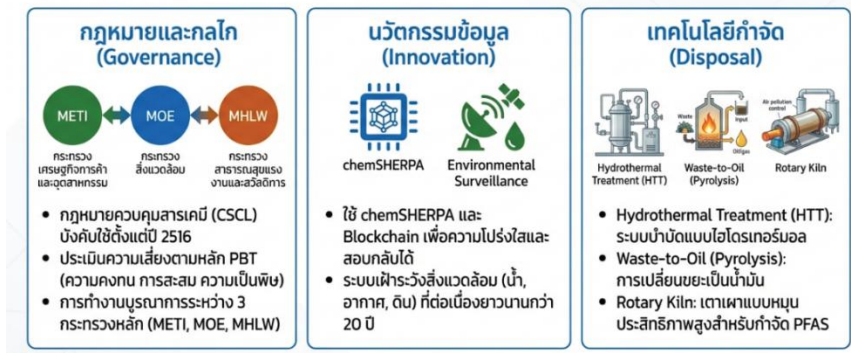 กฎหมายและกลไก
(Governance)
METI
MOE
MHLW
กระทรวง
เศรษฐกิจการค้า
และอุตสาหกรรม
กระทรวง
สิ่งแวดล้อม
กระทรวง
สาธารณสุขแรง
งานและสวัสดิการ
• กฎหมายควบคุมสารเคมี (CSCL)
บังคับใช้ตั้งแต่ปี 2516
• ประเมินความเสี่ยงตามหลัก PBT
(ความคงทน การสะสม ความเป็นพิษ)
• การทำงานบูรณาการระหว่าง 3
กระทรวงหลัก (METI, MOE, MHLW)
นวัตกรรมข้อมูล
(Innovation)
chemSHERPA
Environmental
Surveillance
• ใช้ chemSHERPA และ
Blockchain เพื่อความโปร่งใสและ
สอบกลับได้
• ระบบเฝ้าระวังสิ่งแวดล้อม (น้ำ,
อากาศ, ดิน) ที่ต่อเนื่องยาวนานกว่า
20 ปี
เทคโนโลยีกำจัด
(Disposal)
Hydrothermal
Treatment (HTT)
Waste
Input
Oil/gas
Waste-to-Oil
(Pyrolysis)
Air pollution
control
Rotary Kiln
• Hydrothermal Treatment (HTT):
ระบบบำบัดแบบไฮโดรเทอร์มอล
• Waste-to-Oil (Pyrolysis):
การเปลี่ยนขยะเป็นน้ำมัน
• Rotary Kiln: เตาเผาแบบหมุน
ประสิทธิภาพสูงสำหรับกำจัด PFAS